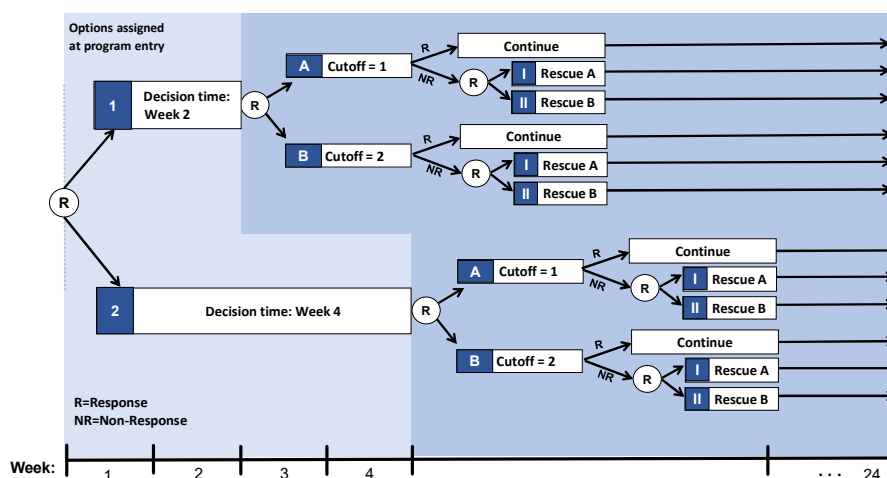 Options assigned
at program entry
R
1
Decision time:
Week 2
R
A
Cutoff = 1
R
NR
Continue
R
I
Rescue A
II
Rescue B
B
Cutoff = 2
R
NR
Continue
R
I
Rescue A
II
Rescue B
2
Decision time: Week 4
R
A
Cutoff = 1
R
NR
Continue
R
I
Rescue A
II
Rescue B
B
Cutoff = 2
R
NR
Continue
R
I
Rescue A
II
Rescue B
R=Response
NR=Non-Response
Week: 1 2 3 4 . . . 24